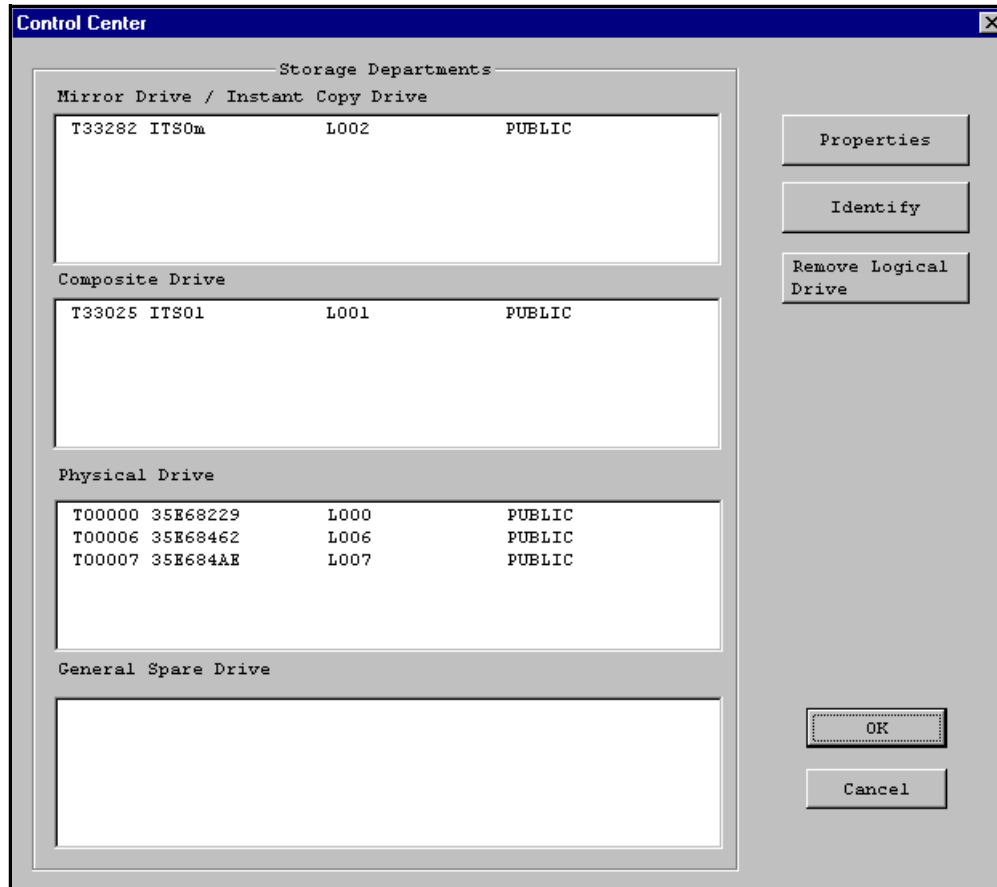 Control Center
Storage Departments
Mirror Drive / Instant Copy Drive
T33282 ITSOm L002 PUBLIC
Properties
Identify
Remove Logical
Drive
Composite Drive
T33025 ITSOl L001 PUBLIC
Physical Drive
T00000 35E68229 L000 PUBLIC
T00006 35E68462 L006 PUBLIC
T00007 35E684AE L007 PUBLIC
General Spare Drive
OK
Cancel